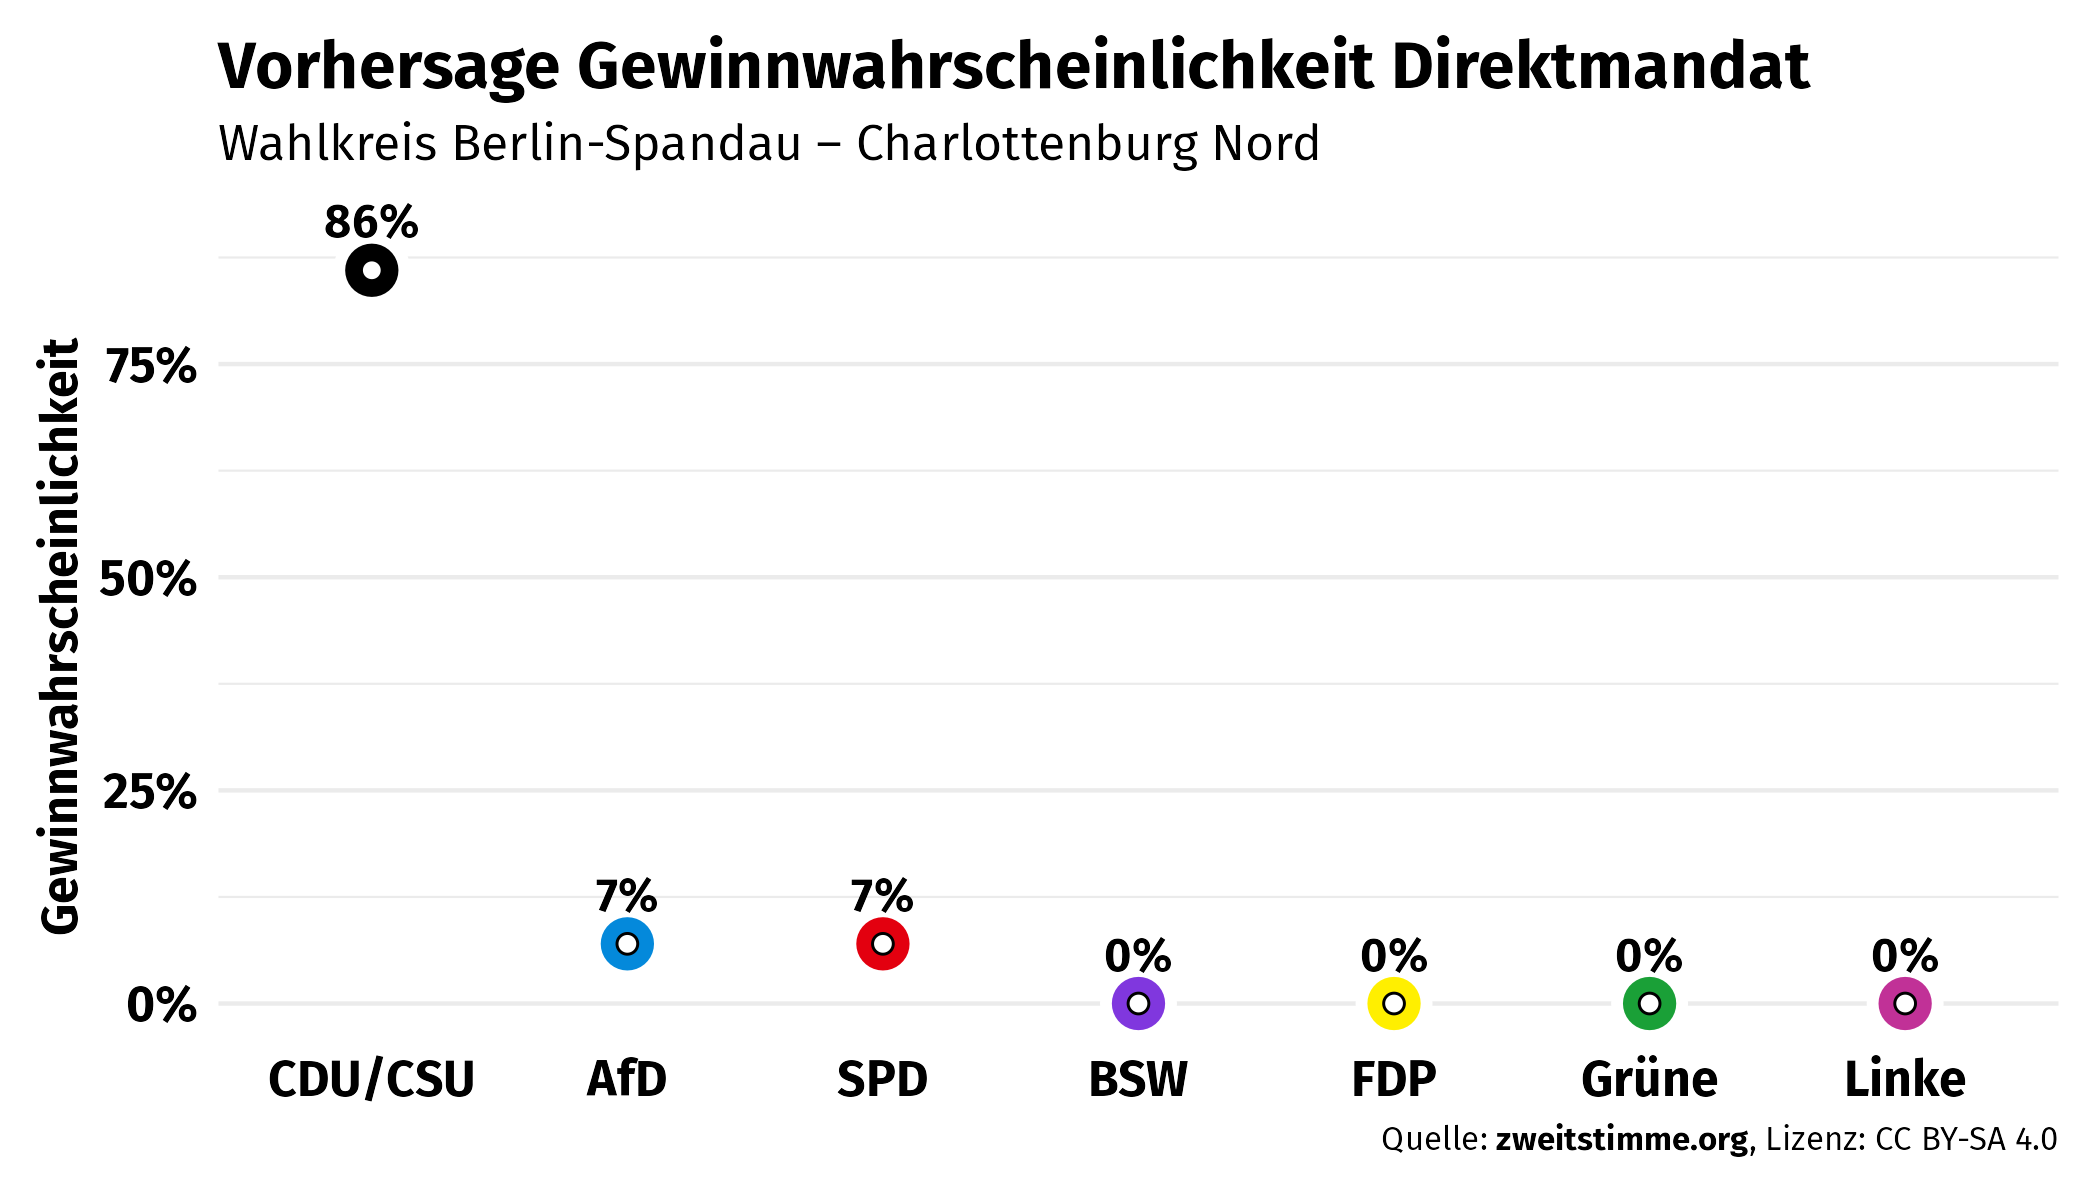 Vorhersage Gewinnwahrscheinlichkeit Direktmandat
Wahlkreis Berlin-Spandau – Charlottenburg Nord
Gewinnwahrscheinlichkeit
86%
75%
50%
25%
7%
7%
0%
0%
0%
0%
0%
CDU/CSU
AfD
SPD
BSW
FDP
Grüne
Linke
Quelle: zweitstimme.org, Lizenz: CC BY-SA 4.0